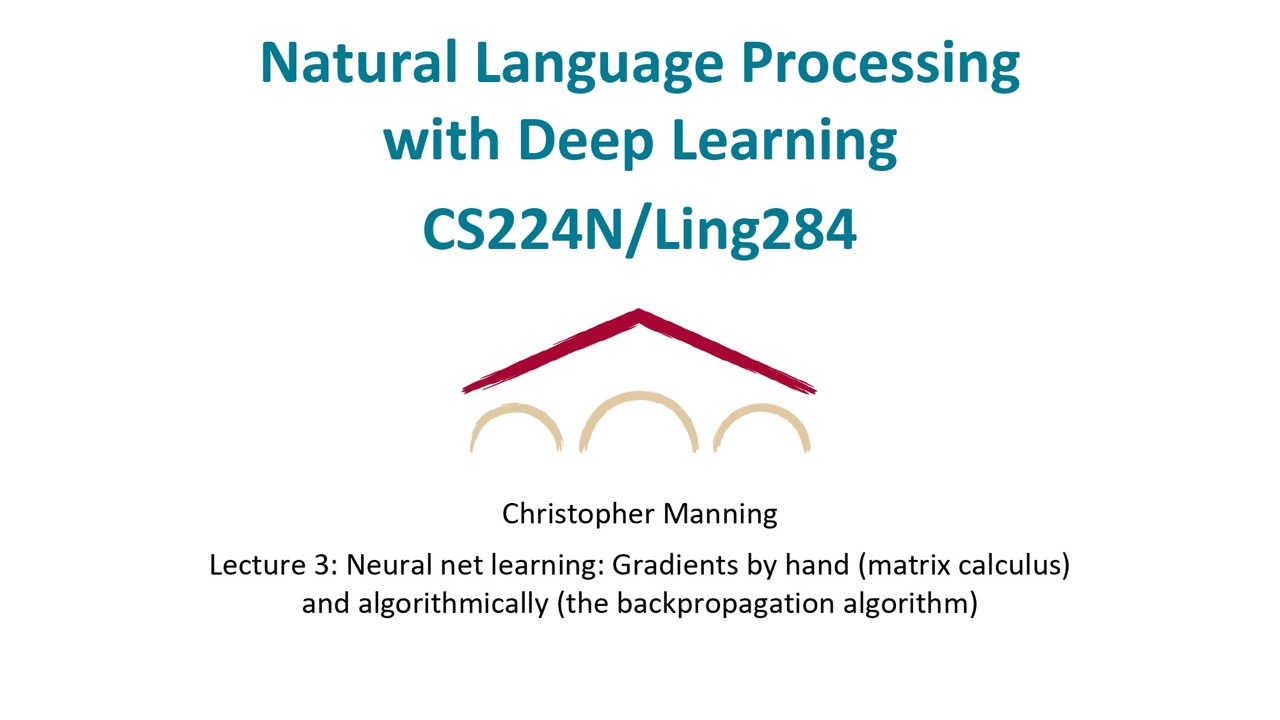 Natural Language Processing
with Deep Learning
CS224N/Ling284
Christopher Manning
Lecture 3: Neural net learning: Gradients by hand (matrix calculus)
and algorithmically (the backpropagation algorithm)